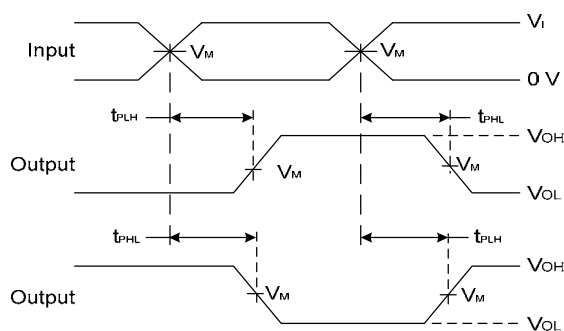 VI
Input VM VM
0 V
tPLH tPHL
VOH
Output VM VM
VOL
tPHL tPLH
VOH
Output VM VM
VOL